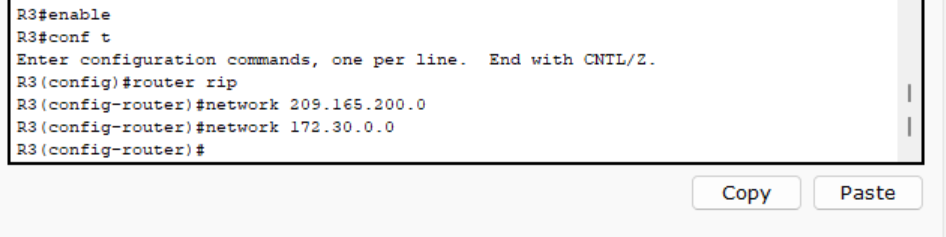 R3#enable
R3#conf t
Enter configuration commands, one per line.  End with CNTL/Z.
R3(config)#router rip
R3(config-router)#network 209.165.200.0
R3(config-router)#network 172.30.0.0
R3(config-router)#
Copy Paste